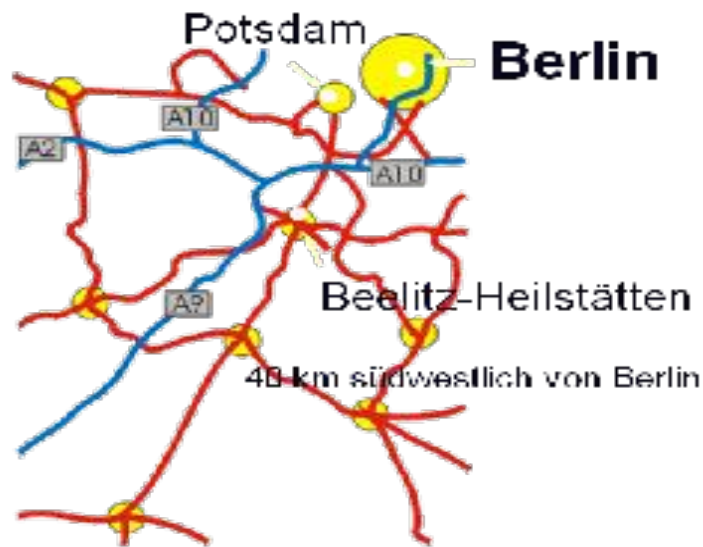 Potsdam
Berlin
A10
A2
A10
A9
Beelitz-Heilstätten
40 km südwestlich von Berlin